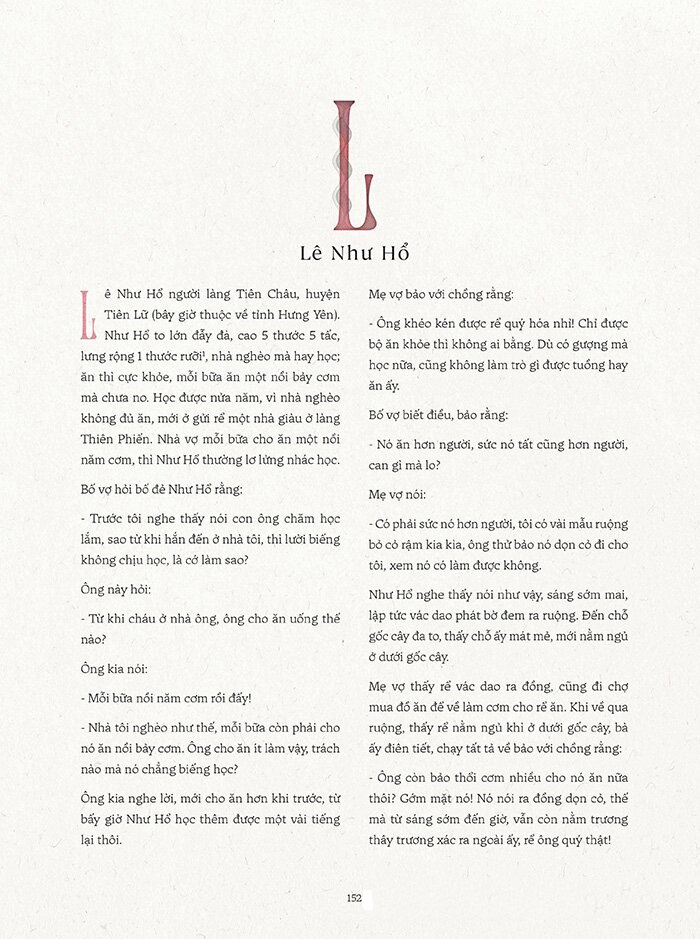 L
Lê Như Hổ
Lê Như Hổ người làng Tiên Châu, huyện
Tiên Lữ (bây giờ thuộc về tỉnh Hưng Yên).
Như Hổ to lớn đẫy đà, cao 5 thước 5 tấc,
lưng rộng 1 thước rưỡi¹, nhà nghèo mà hay học;
ăn thì cực khỏe, mỗi bữa ăn một nồi bảy cơm
mà chưa no. Học được nửa năm, vì nhà nghèo
không đủ ăn, mới ở gửi rể một nhà giàu ở làng
Thiên Phiến. Nhà vợ mỗi bữa cho ăn một nồi
năm cơm, thì Như Hổ thường lơ lửng nhác học.
Bố vợ hỏi bố đẻ Như Hổ rằng:
- Trước tôi nghe thấy nói con ông chăm học
lắm, sao từ khi hắn đến ở nhà tôi, thì lười biếng
không chịu học, là cớ làm sao?
Ông này hỏi:
- Từ khi cháu ở nhà ông, ông cho ăn uống thế
nào?
Ông kia nói:
- Mỗi bữa nồi năm cơm rồi đấy!
- Nhà tôi nghèo như thế, mỗi bữa còn phải cho
nó ăn nồi bảy cơm. Ông cho ăn ít làm vậy, trách
nào mà nó chẳng biếng học?
Ông kia nghe lời, mới cho ăn hơn khi trước, từ
bấy giờ Như Hổ học thêm được một vài tiếng
lại thôi.
Mẹ vợ bảo với chồng rằng:
- Ông khéo kén được rể quý hóa nhỉ! Chỉ được
bộ ăn khỏe thì không ai bằng. Dù có gượng mà
học nữa, cũng không làm trò gì được tuồng hay
ăn ấy.
Bố vợ biết điều, bảo rằng:
- Nó ăn hơn người, sức nó tất cũng hơn người,
can gì mà lo?
Mẹ vợ nói:
- Có phải sức nó hơn người, tôi có vài mẫu ruộng
bỏ cỏ rậm kia kìa, ông thử bảo nó dọn cỏ đi cho
tôi, xem nó có làm được không.
Như Hổ nghe thấy nói như vậy, sáng sớm mai,
lập tức vác dao phát bờ đem ra ruộng. Đến chỗ
gốc cây đa to, thấy chỗ ấy mát mẻ, mới nằm ngủ
ở dưới gốc cây.
Mẹ vợ thấy rể vác dao ra đồng, cũng đi chợ
mua đồ ăn để về làm cơm cho rể ăn. Khi về qua
ruộng, thấy rể nằm ngủ khì ở dưới gốc cây, bà
ấy điên tiết, chạy tất tả về bảo với chồng rằng:
- Ông còn bảo thổi cơm nhiều cho nó ăn nữa
thôi? Gớm mặt nó! Nó nói ra đồng dọn cỏ, thế
mà từ sáng sớm đến giờ, vẫn còn nằm trương
thây trương xác ra ngoài ấy, rể ông quý thật!
152